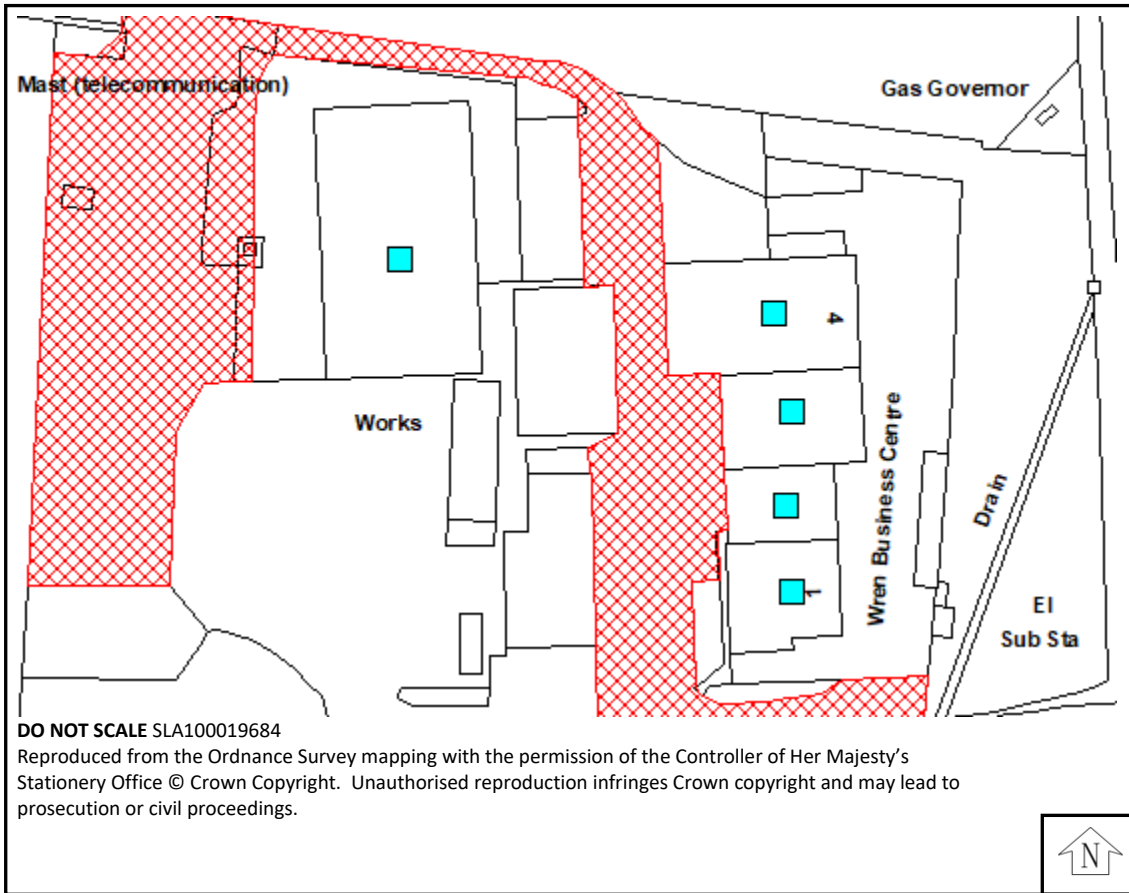 Mast (telecommunication)
Gas Governor
4
Works
Wren Business Centre
Drain
1
El
Sub Sta
DO NOT SCALE SLA100019684
Reproduced from the Ordnance Survey mapping with the permission of the Controller of Her Majesty's
Stationery Office © Crown Copyright. Unauthorised reproduction infringes Crown copyright and may lead to
prosecution or civil proceedings.
N